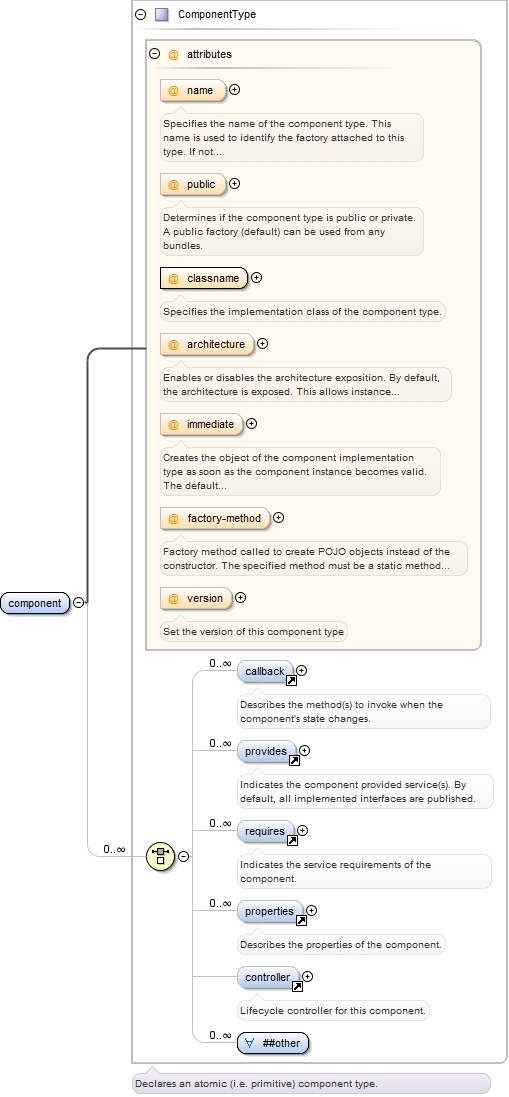 ComponentType
@ attributes
@ name
Specifies the name of the component type. This
name is used to identify the factory attached to this
type. If not...
@ public
Determines if the component type is public or private.
A public factory (default) can be used from any
bundles.
@ classname
Specifies the implementation class of the component type.
@ architecture
Enables or disables the architecture exposition. By default,
the architecture is exposed. This allows instance...
@ immediate
Creates the object of the component implementation
type as soon as the component instance becomes valid.
The default...
@ factory-method
Factory method called to create POJO objects instead of the
constructor. The specified method must be a static method...
component
@ version
Set the version of this component type
0..∞
callback
Describes the method(s) to invoke when the
component's state changes.
0..∞
provides
Indicates the component provided service(s). By
default, all implemented interfaces are published.
0..∞
requires
Indicates the service requirements of the
component.
0..∞
0..∞
properties
Describes the properties of the component.
controller
Lifecycle controller for this component.
0..∞
∀ ##other
Declares an atomic (i.e. primitive) component type.